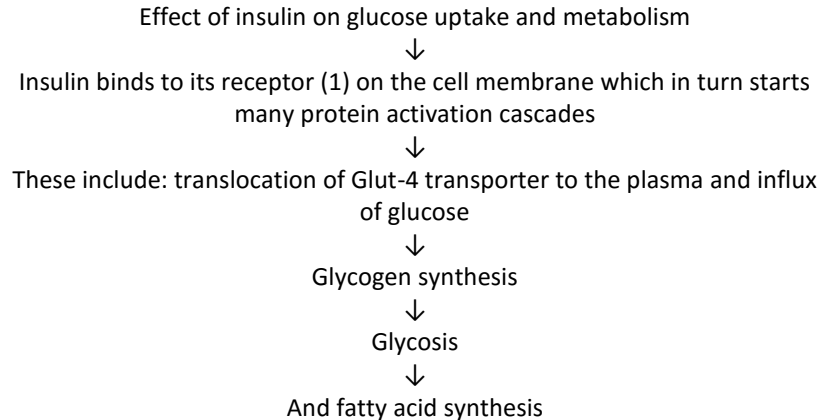 Effect of insulin on glucose uptake and metabolism
↓
Insulin binds to its receptor (1) on the cell membrane which in turn starts
many protein activation cascades
↓
These include: translocation of Glut-4 transporter to the plasma and influx
of glucose
↓
Glycogen synthesis
↓
Glycosis
↓
And fatty acid synthesis